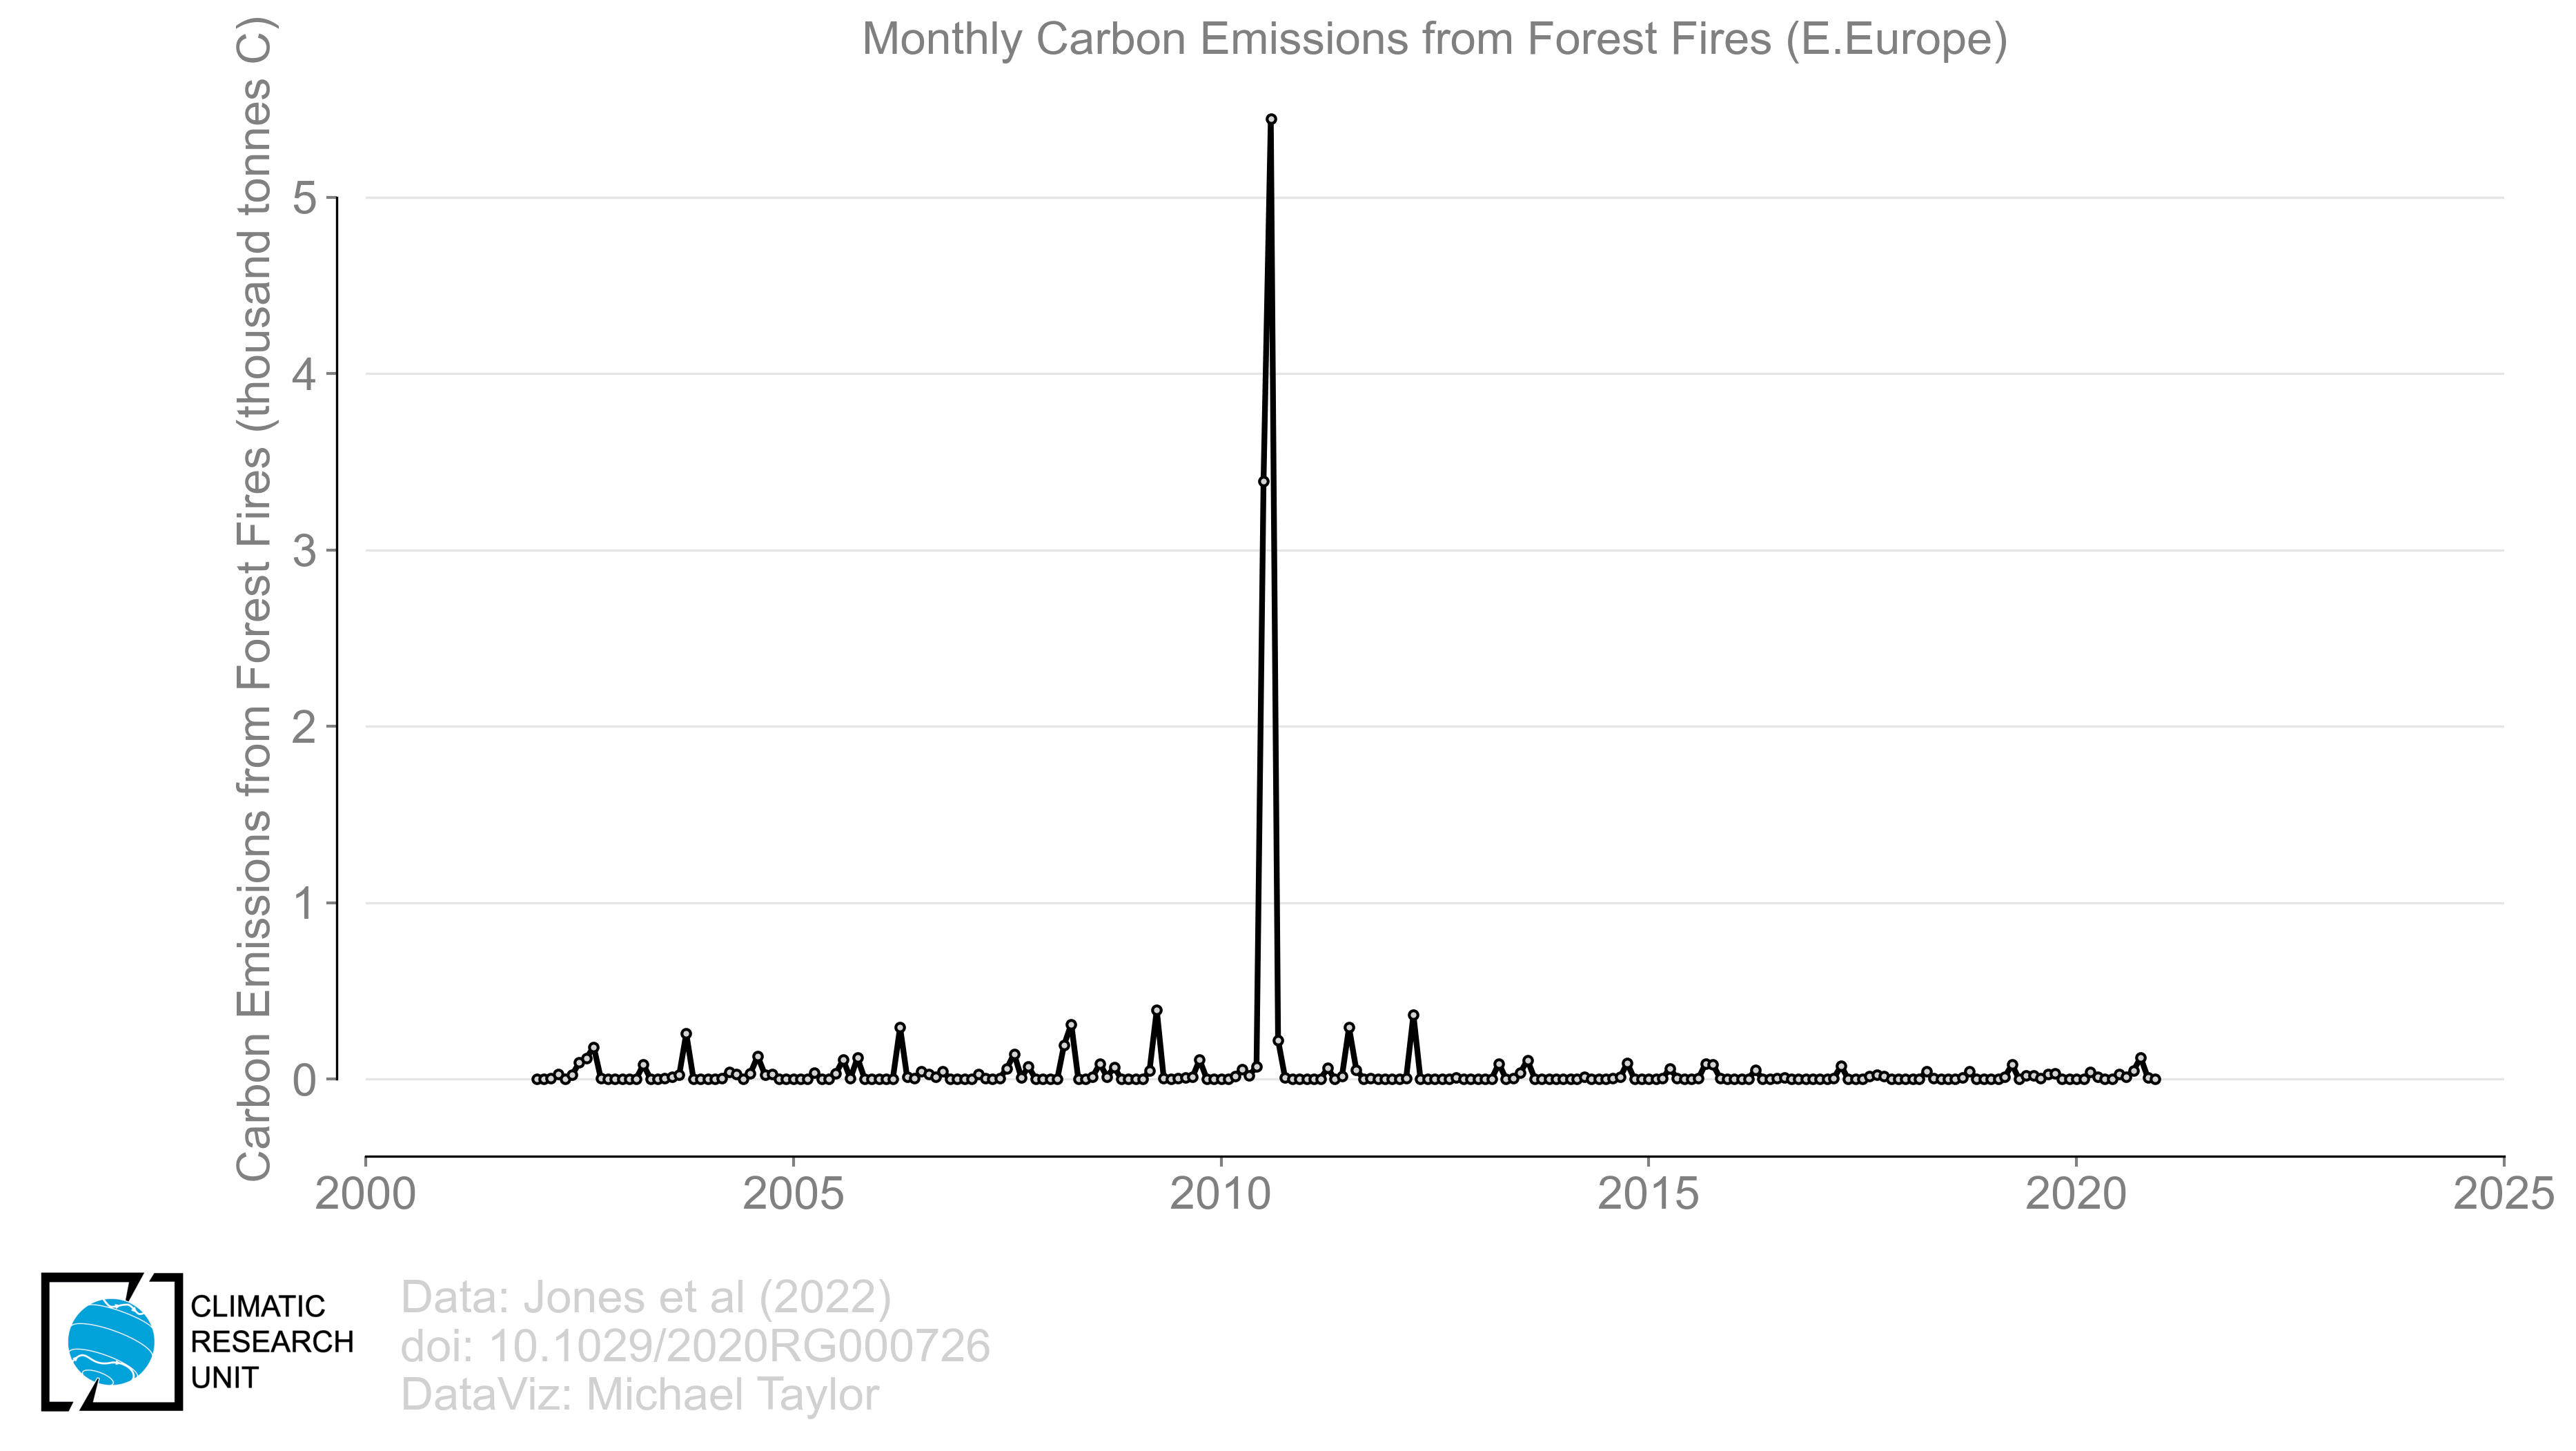 Monthly Carbon Emissions from Forest Fires (E.Europe)
Carbon Emissions from Forest Fires (thousand tonnes C)
5
4
3
2
1
0
2000 2005 2010 2015 2020 2025
CLIMATIC
RESEARCH
UNIT
Data: Jones et al (2022)
doi: 10.1029/2020RG000726
DataViz: Michael Taylor